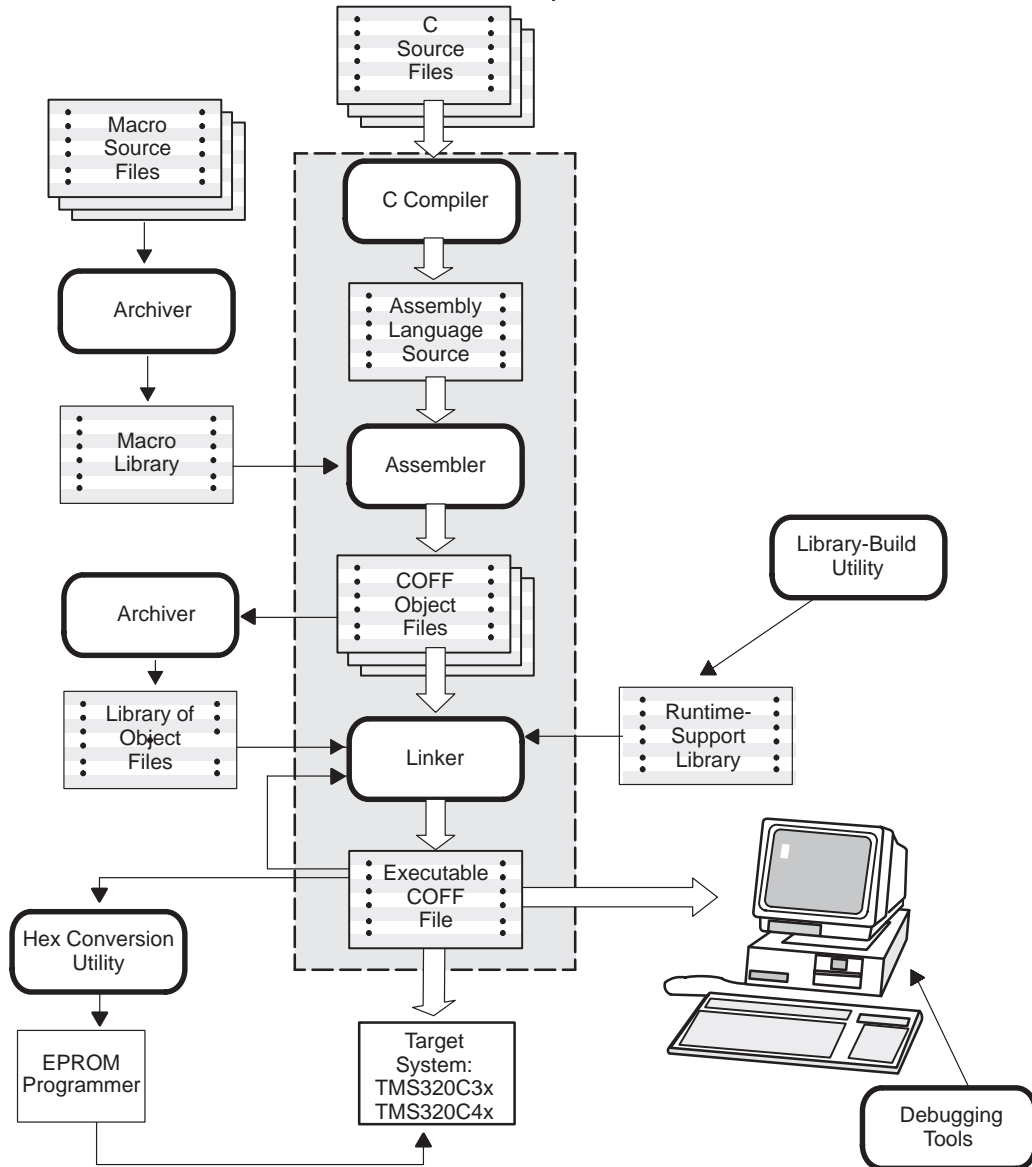 C
Source
Files
Macro
Source
Files
C Compiler
Archiver
Assembly
Language
Source
Macro
Library
Assembler
Library-Build
Utility
COFF
Object
Files
Archiver
Library of
Object
Files
Linker
Runtime-
Support
Library
Executable
COFF
File
Hex Conversion
Utility
EPROM
Programmer
Target
System:
TMS320C3x
TMS320C4x
Debugging
Tools